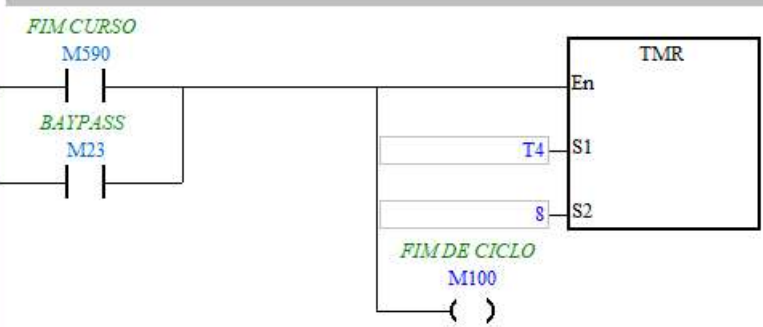 FIM CURSO
M590
TMR
En
BAYPASS
M23
T4
S1
8
S2
FIM DE CICLO
M100